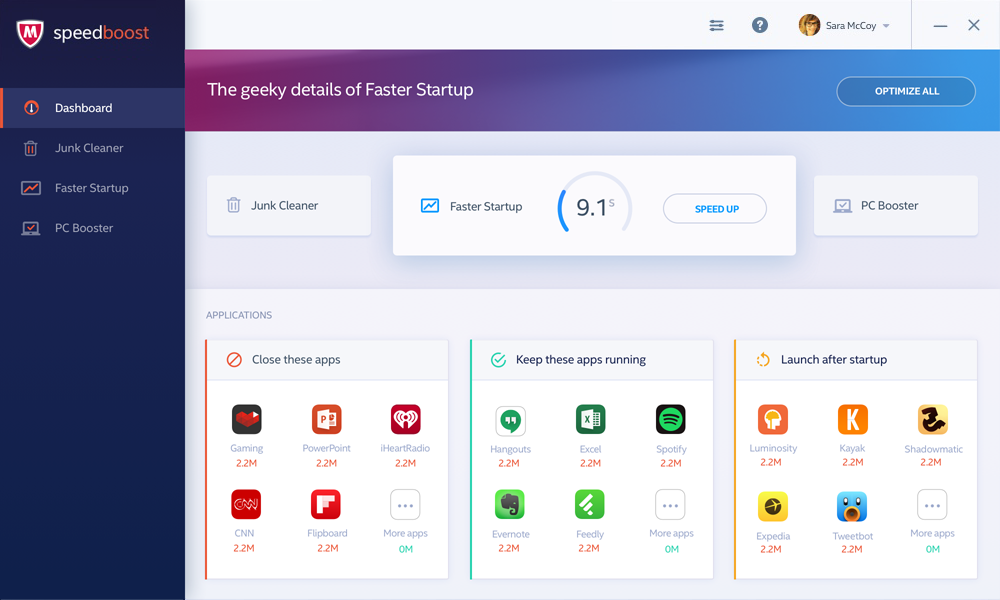 speedboost
Sara McCoy
Dashboard
Junk Cleaner
Faster Startup
PC Booster
The geeky details of Faster Startup
OPTIMIZE ALL
Junk Cleaner
Faster Startup
9.1 S
SPEED UP
PC Booster
APPLICATIONS
Close these apps
Gaming
2.2M
PowerPoint
2.2M
iHeartRadio
2.2M
CNN
CNN
2.2M
Flipboard
2.2M
More apps
0M
Keep these apps running
Hangouts
2.2M
Excel
2.2M
Spotify
2.2M
Evernote
2.2M
Feedly
2.2M
More apps
0M
Launch after startup
Luminosity
2.2M
K
Kayak
2.2M
Shadowmatic
2.2M
Expedia
2.2M
Tweetbot
2.2M
More apps
0M